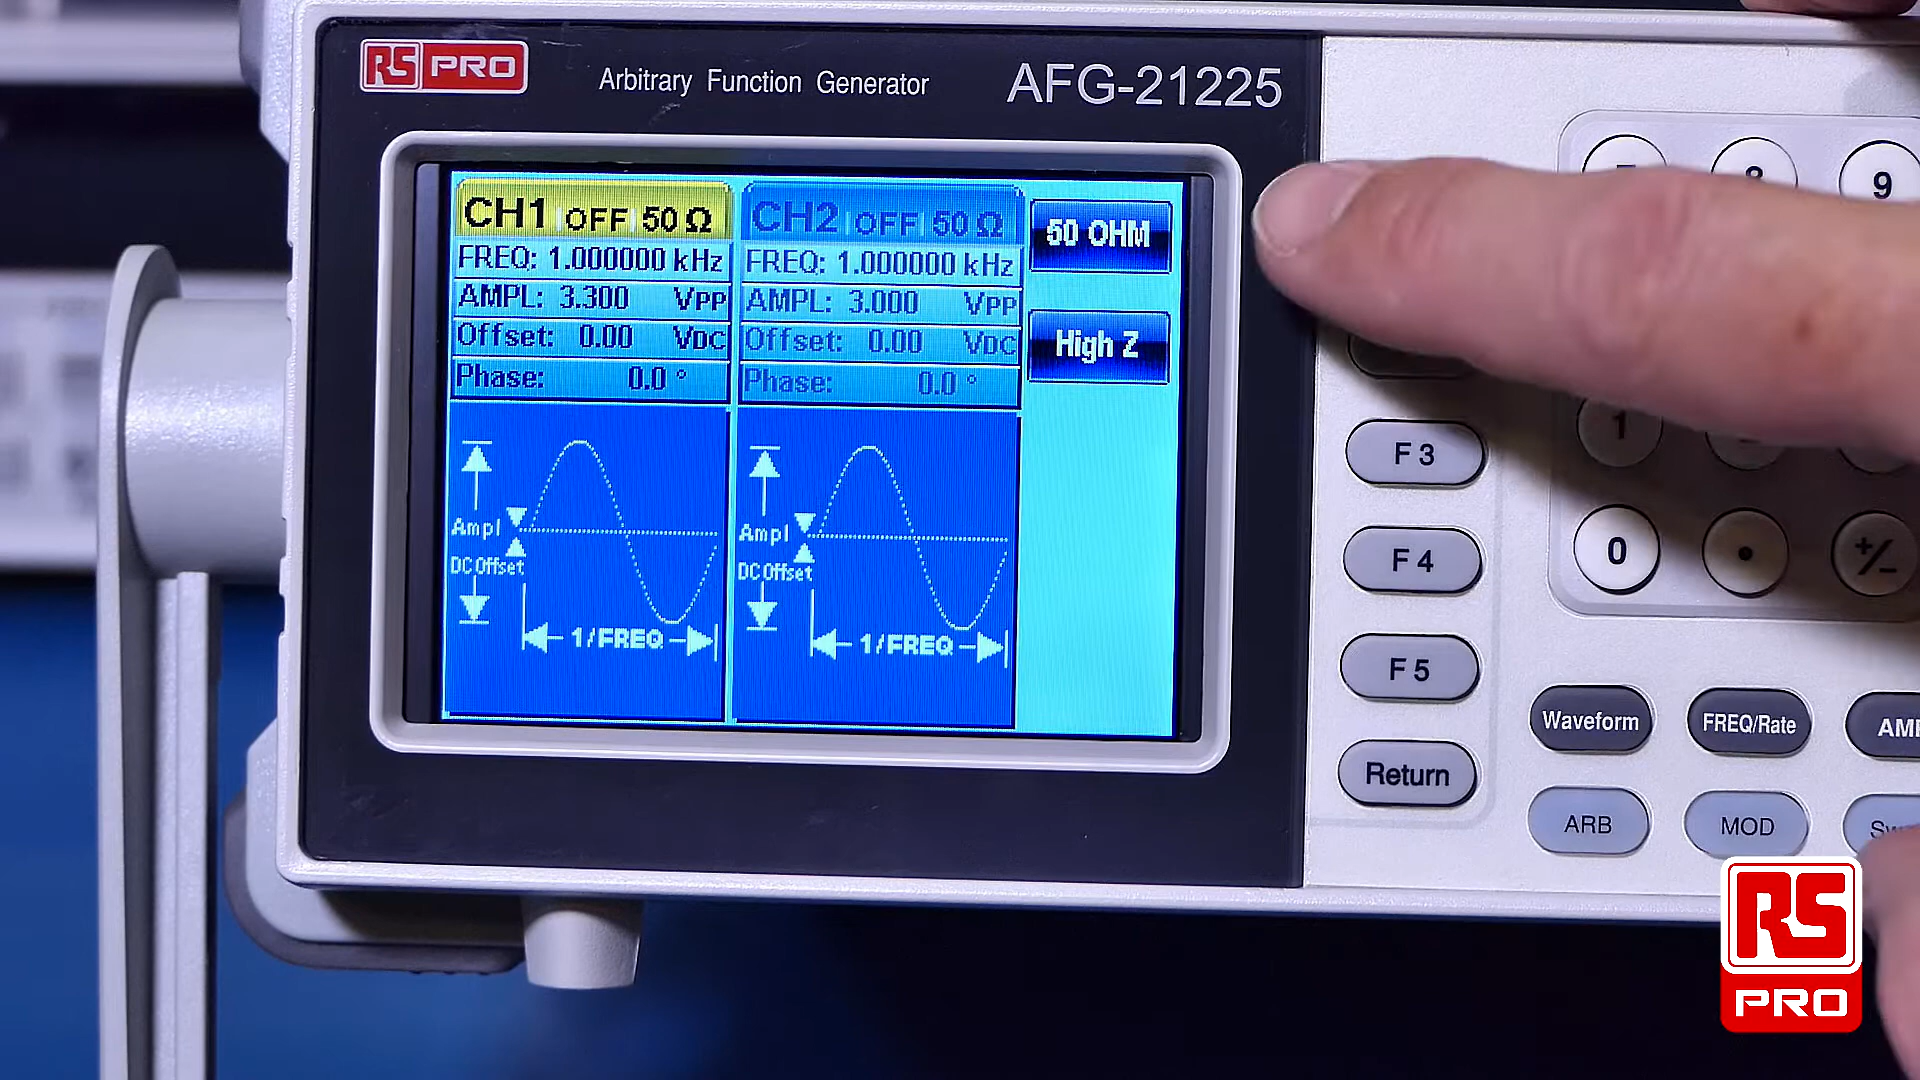 RS PRO
Arbitrary Function Generator
AFG-21225
CH1 OFF 50 Ω
FREQ: 1.000000 kHz
AMPL: 3.300 VPP
Offset: 0.00 VDC
Phase: 0.0 °
Ampl
DC Offset
1/FREQ
CH2 OFF 50 Ω
FREQ: 1.000000 kHz
AMPL: 3.000 VPP
Offset: 0.00 VDC
Phase: 0.0 °
Ampl
DC Offset
1/FREQ
50 OHM
High Z
F 3
F 4
F 5
Return
8
9
1
0
•
+/-
Waveform
FREQ/Rate
ARB
MOD
RS
PRO